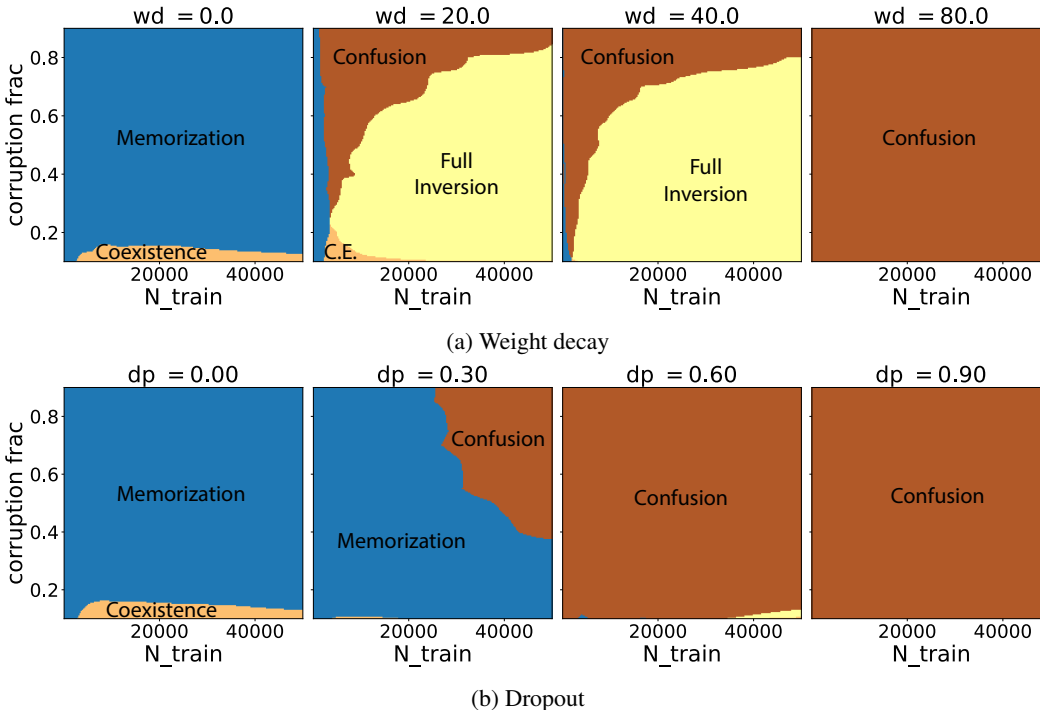 wd = 0.0 wd = 20.0 wd = 40.0 wd = 80.0
corruption frac
0.8
0.6
0.4
0.2
Memorization
Coexistence
Confusion
Full
Inversion
C.E.
Confusion
Full
Inversion
Confusion
20000 40000 20000 40000 20000 40000 20000 40000
N_train N_train N_train N_train
(a) Weight decay
dp = 0.00 dp = 0.30 dp = 0.60 dp = 0.90
corruption frac
0.8
0.6
0.4
0.2
Memorization
Coexistence
Confusion
Memorization
Confusion
Confusion
20000 40000 20000 40000 20000 40000 20000 40000
N_train N_train N_train N_train
(b) Dropout